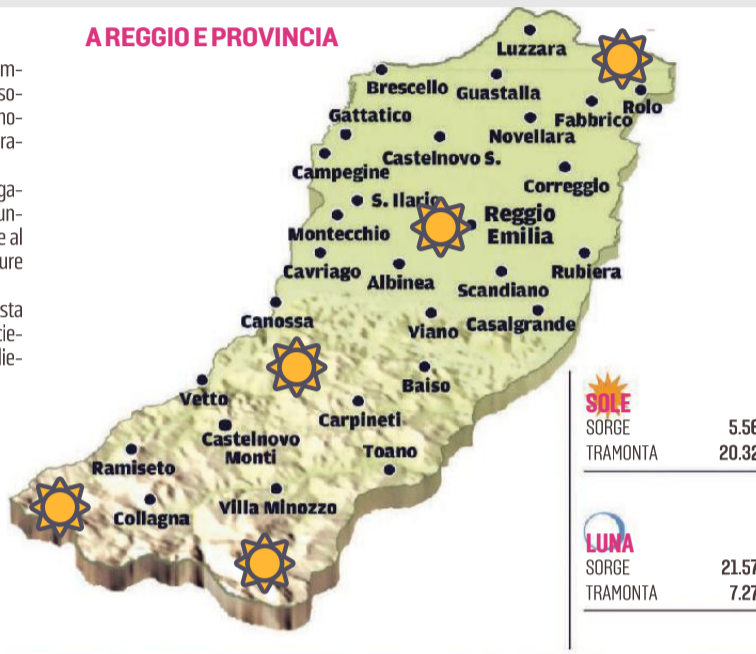 A REGGIO E PROVINCIA
Luzzara
Brescello
Guastalla
Rolo
Fabbrico
Gattatico
Novellara
Castelnovo S.
Campegine
Correggio
S. Ilario
Reggio
Emilia
Montecchio
Cavriago
Albinea
Rubiera
Scandiano
Canossa
Viano
Casalgrande
Baiso
Vetto
Carpineti
Castelnovo
Monti
Toano
Ramiseto
Villa Minozzo
Collagna
SOLE
SORGE 5.56
TRAMONTA 20.32
LUNA
SORGE 21.57
TRAMONTA 7.27